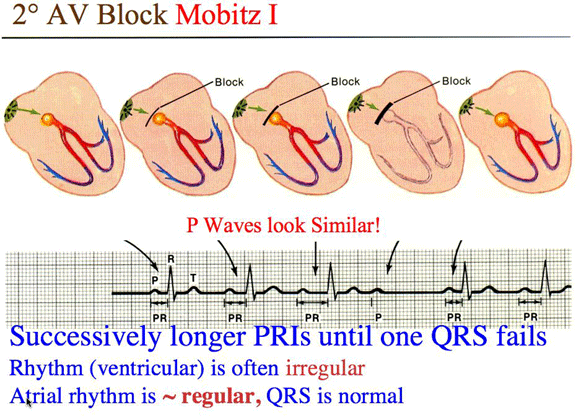 2° AV Block Mobitz I
Block Block Block
P Waves look Similar!
R
P T
PR PR PR P PR PR
Successively longer PRIs until one QRS fails
Rhythm (ventricular) is often irregular
Atrial rhythm is ~ regular, QRS is normal